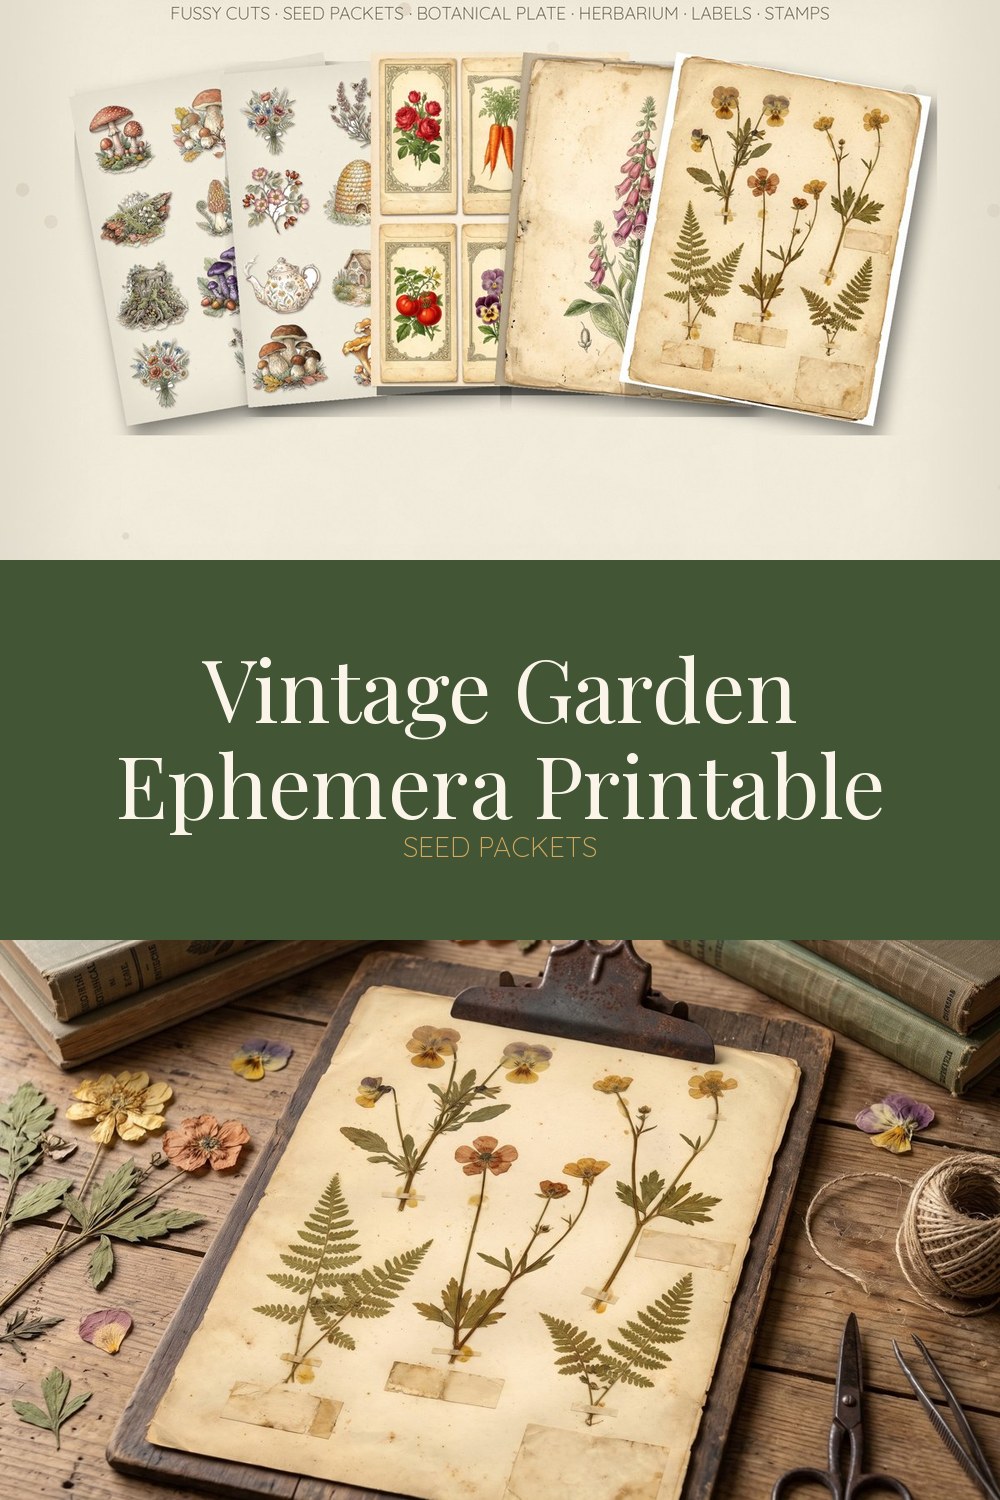 FUSSY CUTS · SEED PACKETS · BOTANICAL PLATE · HERBARIUM · LABELS · STAMPS
Vintage Garden
Ephemera Printable
SEED PACKETS